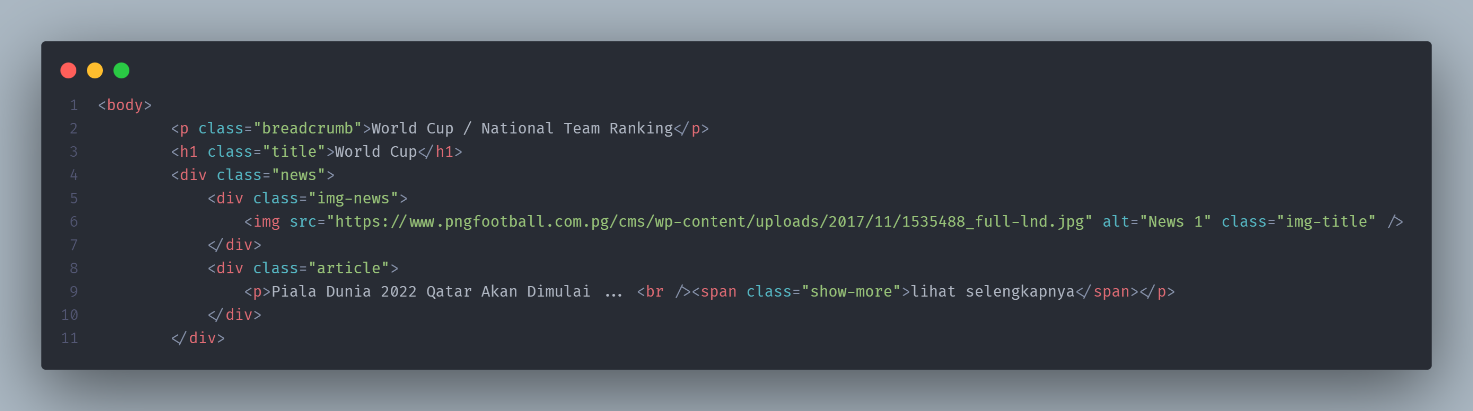 1 <body>
2 <p class="breadcrumb">World Cup / National Team Ranking</p>
3 <h1 class="title">World Cup</h1>
4 <div class="news">
5 <div class="img-news">
6 <img src="https://www.pngfootball.com.pg/cms/wp-content/uploads/2017/11/1535488_full-lnd.jpg" alt="News 1" class="img-title" />
7 </div>
8 <div class="article">
9 <p>Piala Dunia 2022 Qatar Akan Dimulai ... <br /><span class="show-more">lihat selengkapnya</span></p>
10 </div>
11 </div>